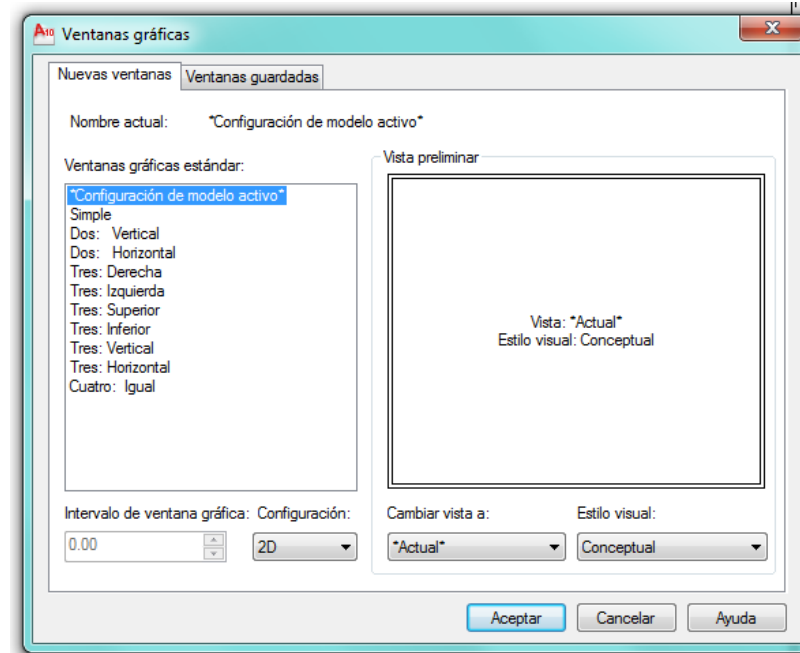 A10 Ventanas gráficas
Nuevas ventanas Ventanas guardadas
Nombre actual: *Configuración de modelo activo*
Ventanas gráficas estándar:
*Configuración de modelo activo*
Simple
Dos: Vertical
Dos: Horizontal
Tres: Derecha
Tres: Izquierda
Tres: Superior
Tres: Inferior
Tres: Vertical
Tres: Horizontal
Cuatro: Igual
Vista preliminar
Vista: *Actual*
Estilo visual: Conceptual
Intervalo de ventana gráfica: Configuración:
0.00 2D
Cambiar vista a: Estilo visual:
*Actual* Conceptual
Aceptar Cancelar Ayuda